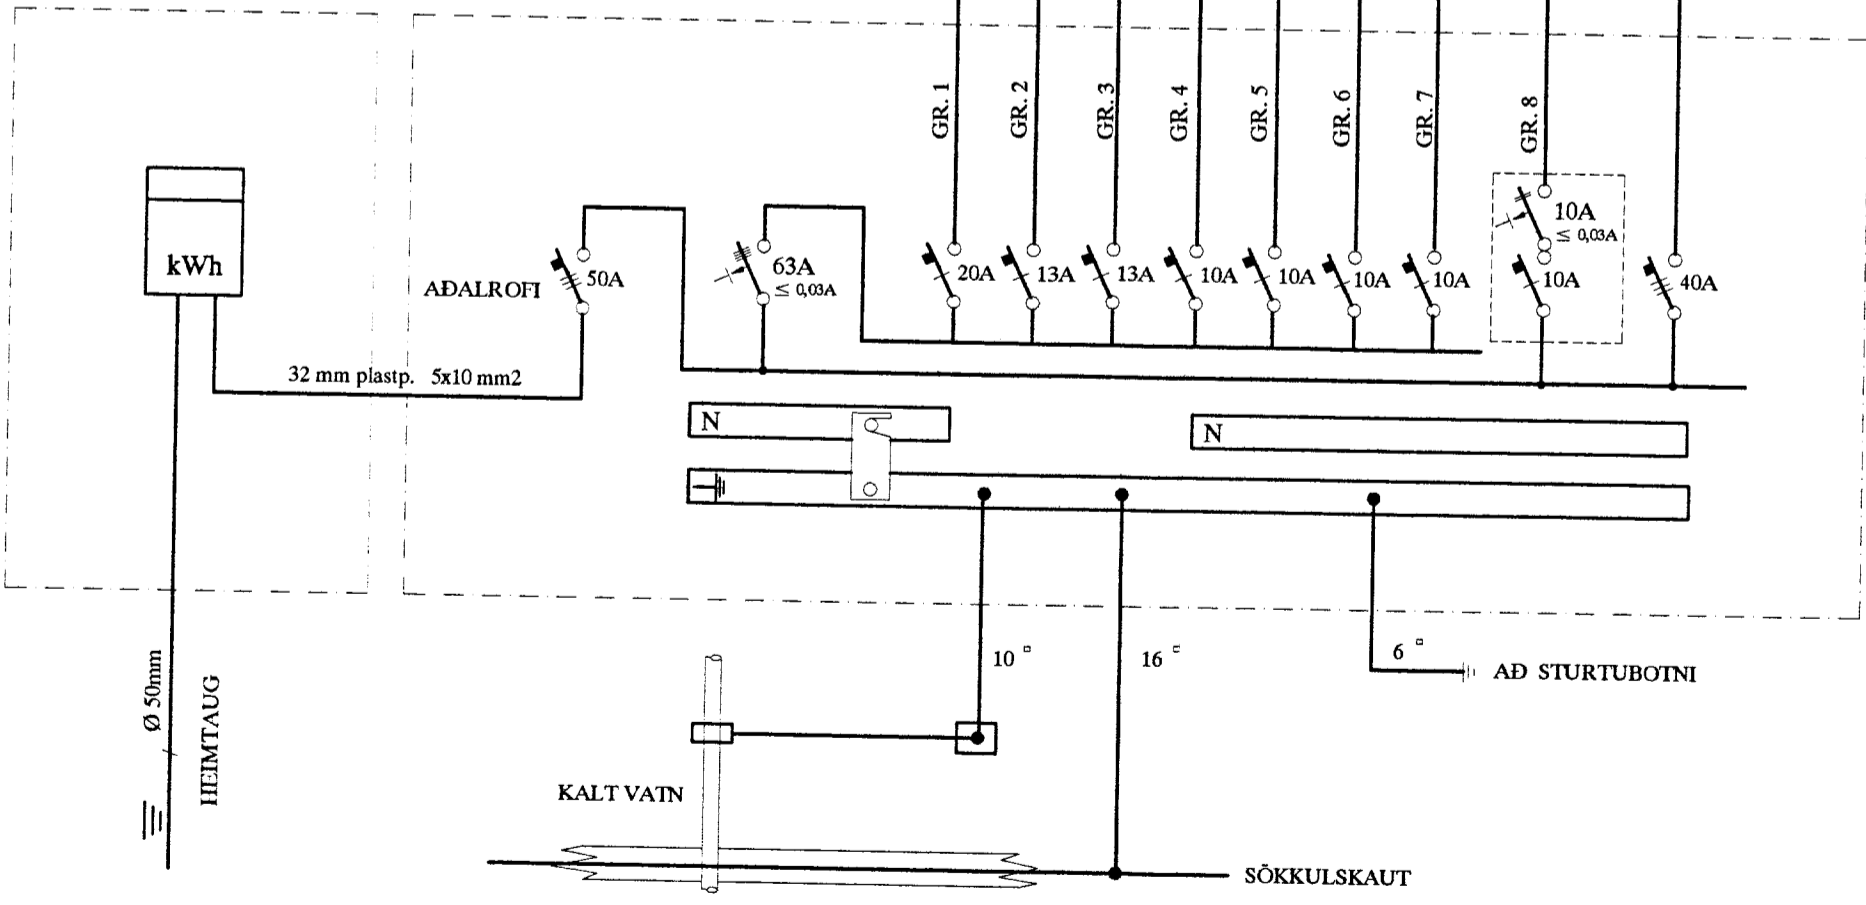 GR. 1
GR. 2
GR. 3
GR. 4
GR. 5
GR. 6
GR. 7
GR. 8
kWh
AÐALROFI
50A
63A
≤ 0,03A
20A
13A
13A
10A
10A
10A
10A
10A
≤ 0,03A
10A
40A
32 mm plastp. 5x10 mm2
N
N
Ø 50mm
HEIMTAUG
10 □
16 □
6 □
AÐ STURTUBOTNI
KALT VATN
SÖKKULSKAUT